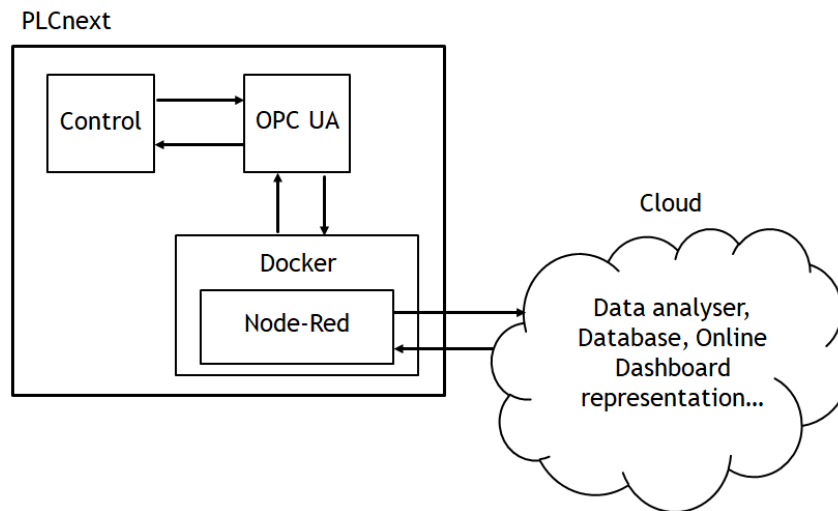 PLCnext
Control
OPC UA
Docker
Node-Red
Cloud
Data analyser,
Database, Online
Dashboard
representation...